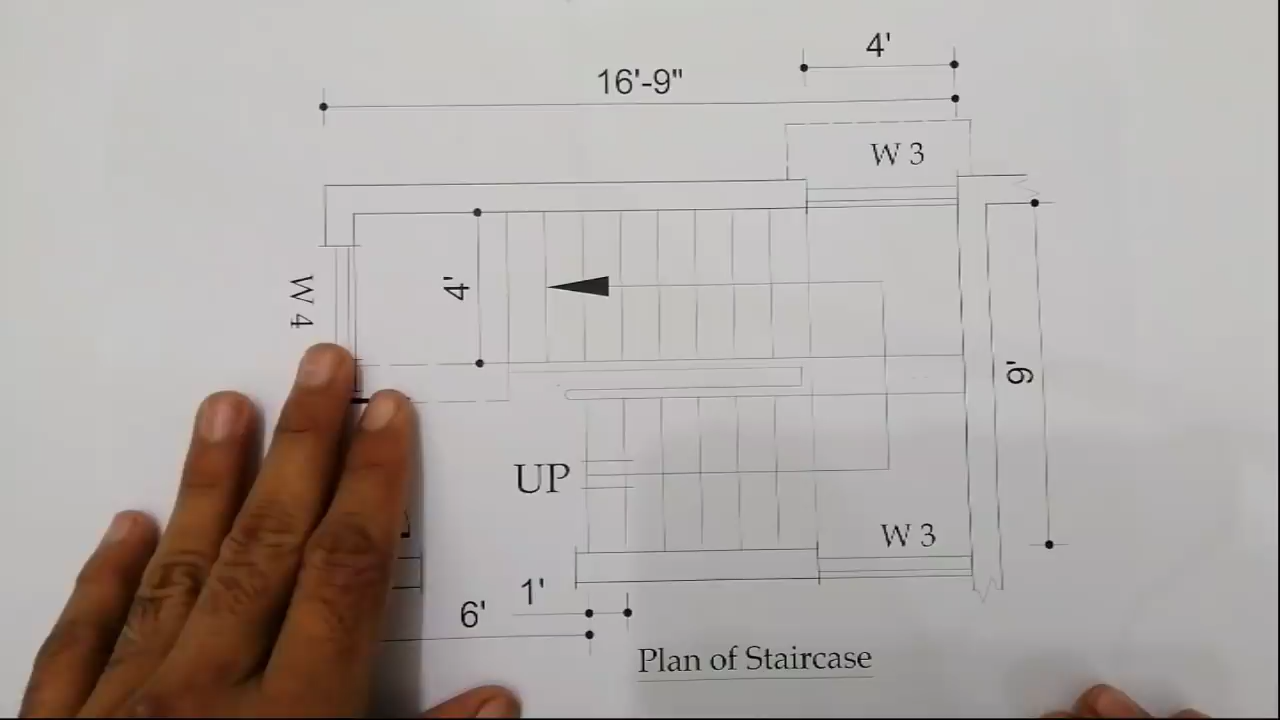 4'
16'-9"
W 3
W 4
4'
9'
UP
W 3
1'
6'
Plan of Staircase